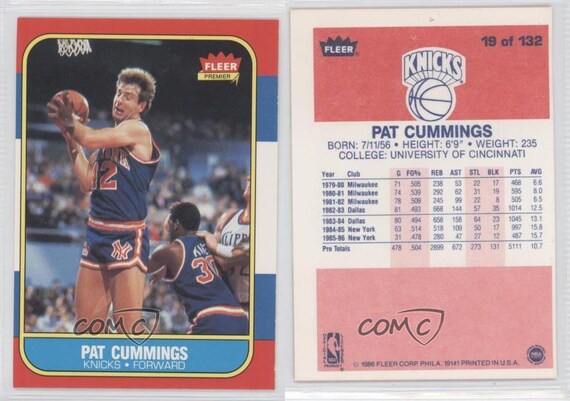 FLEER
PREMIER
12
PAT CUMMINGS
KNICKS • FORWARD
COMC
FLEER
19 of 132
KNICKS
PAT CUMMINGS
BORN: 7/11/56 • HEIGHT: 6'9" • WEIGHT: 235
COLLEGE: UNIVERSITY OF CINCINNATI
Year Club G FG% REB AST STL BLK PTS AVG
1979-80 Milwaukee 71 .505 238 53 22 17 468 6.6
1980-81 Milwaukee 74 .539 292 62 31 19 595 8.0
1981-82 Milwaukee 78 .509 245 99 22 8 505 6.5
1982-83 Dallas 81 .493 668 144 57 35 1014 12.5
1983-84 Dallas 80 .494 658 158 64 23 1045 13.1
1984-85 New York 63 .514 518 109 50 17 997 15.8
1985-86 New York 31 .478 280 47 27 12 487 15.7
Pro Totals 478 .504 2899 672 273 131 5111 10.7
COMC
© 1986 FLEER CORP. PHILA. 19141 PRINTED IN U.S.A.